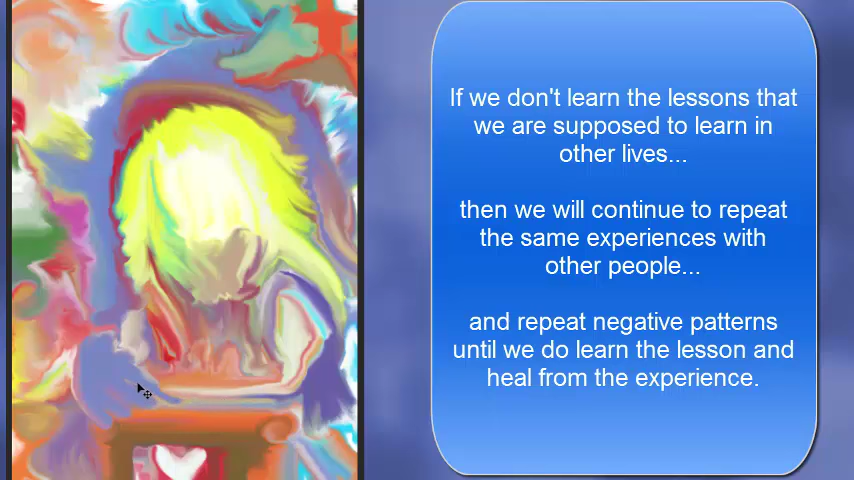 If we don't learn the lessons that
we are supposed to learn in
other lives...
then we will continue to repeat
the same experiences with
other people...
and repeat negative patterns
until we do learn the lesson and
heal from the experience.